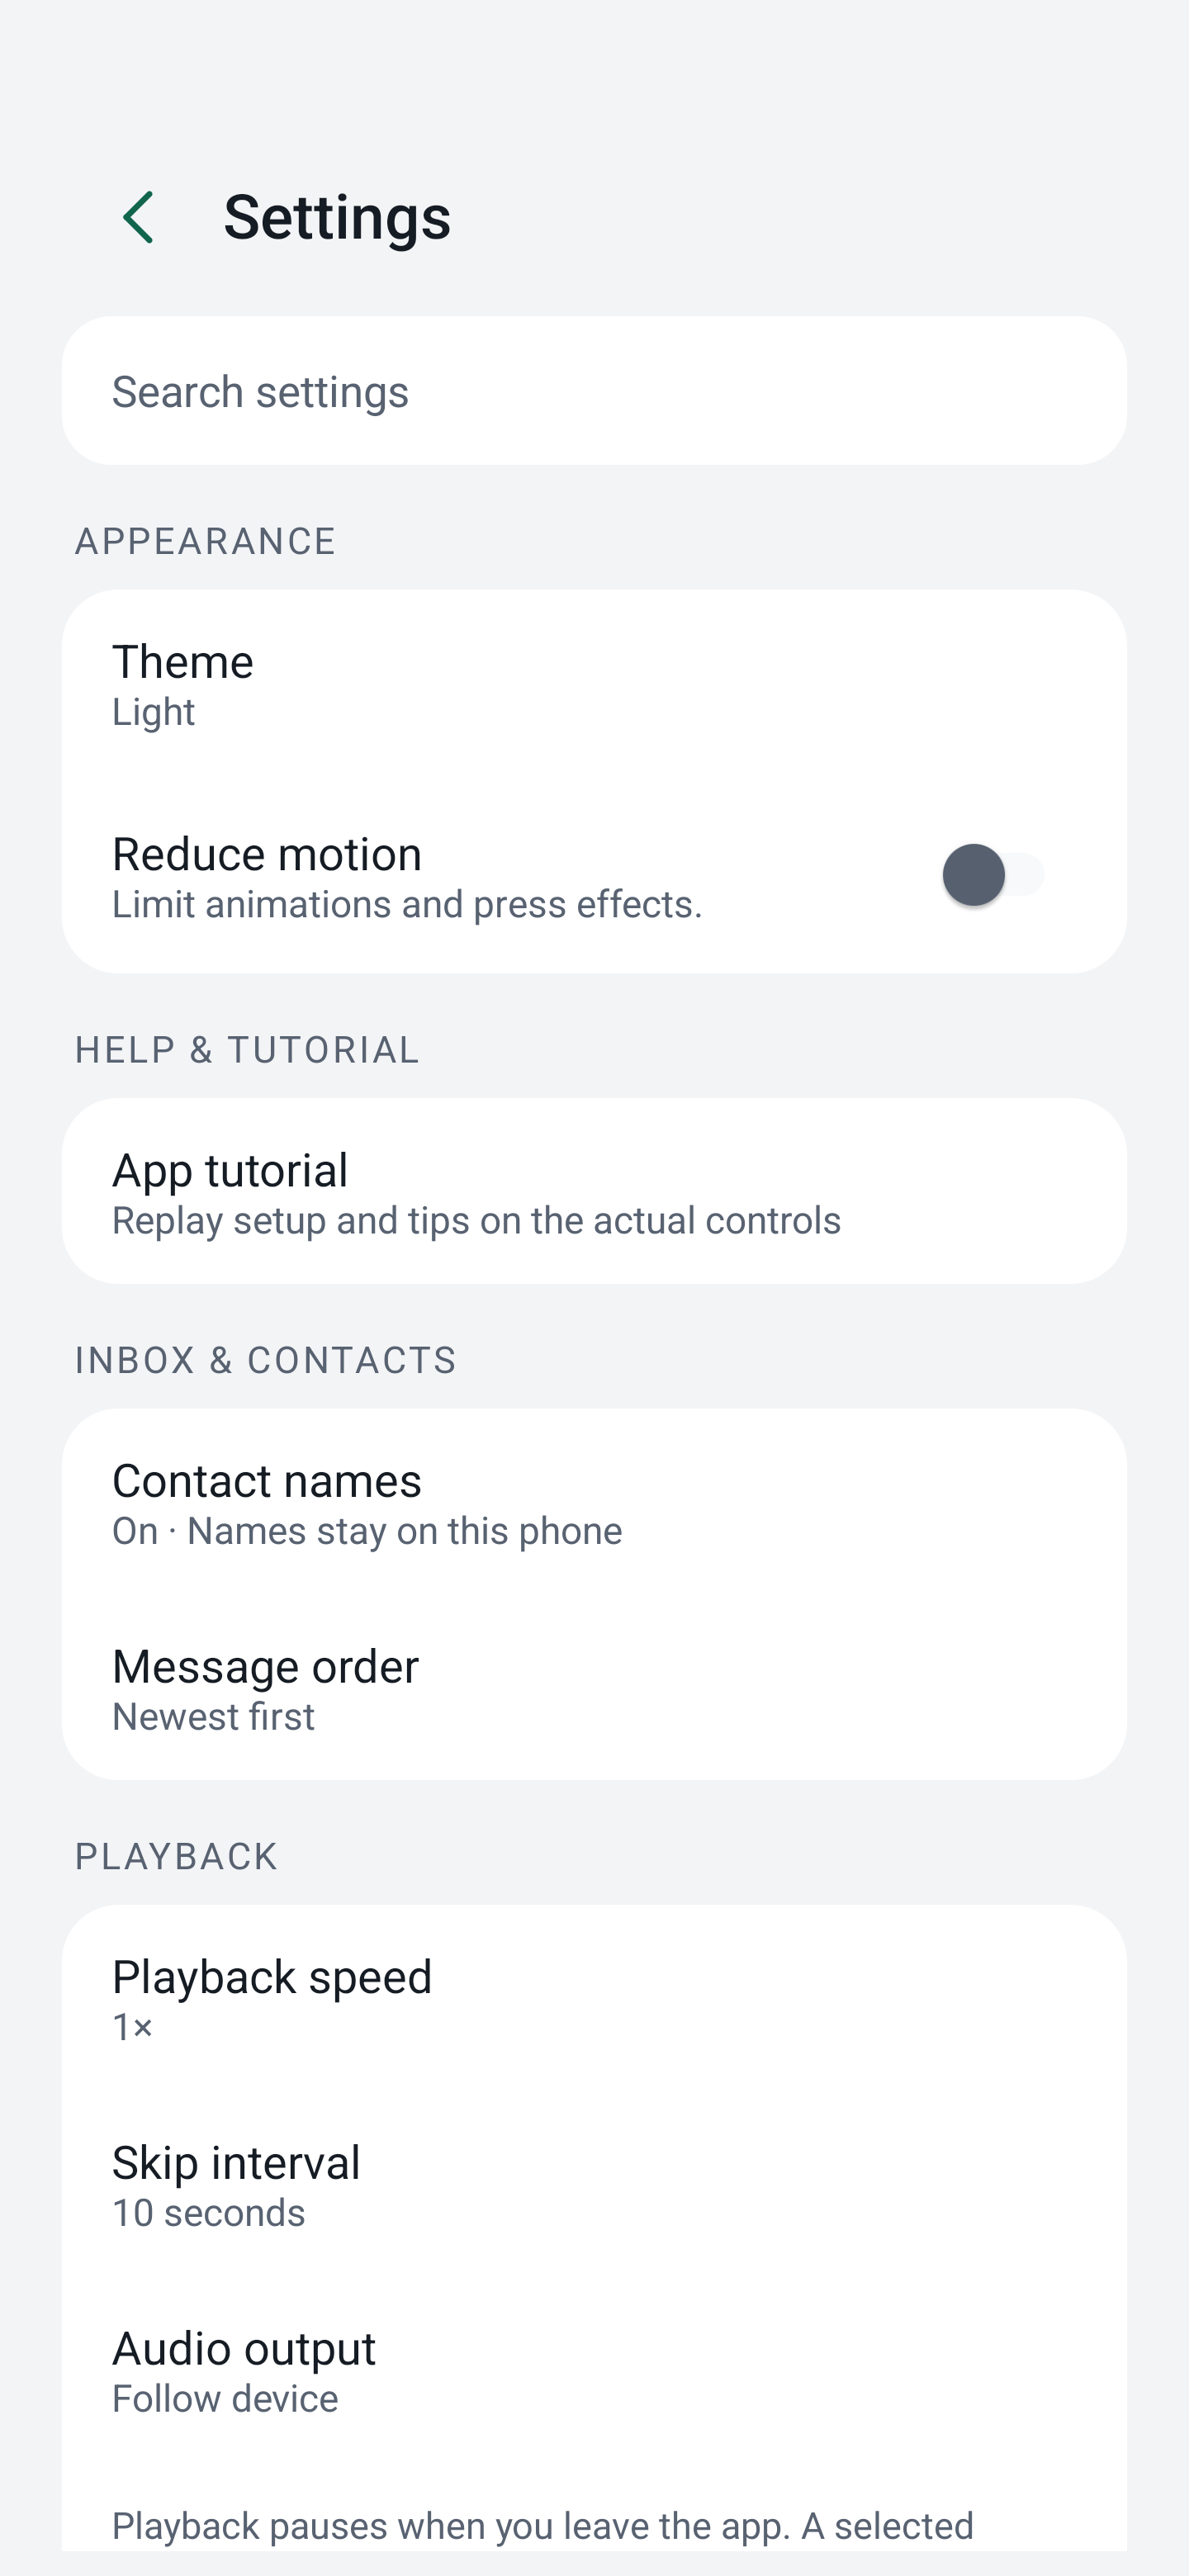 Settings
Search settings
APPEARANCE
Theme
Light
Reduce motion
Limit animations and press effects.
HELP & TUTORIAL
App tutorial
Replay setup and tips on the actual controls
INBOX & CONTACTS
Contact names
On · Names stay on this phone
Message order
Newest first
PLAYBACK
Playback speed
1×
Skip interval
10 seconds
Audio output
Follow device
Playback pauses when you leave the app. A selected